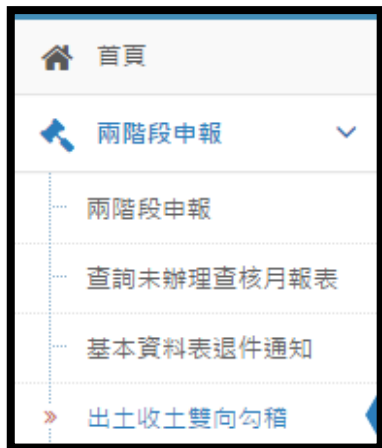 首頁
兩階段申報
兩階段申報
查詢未辦理查核月報表
基本資料表退件通知
出土收土雙向勾稽